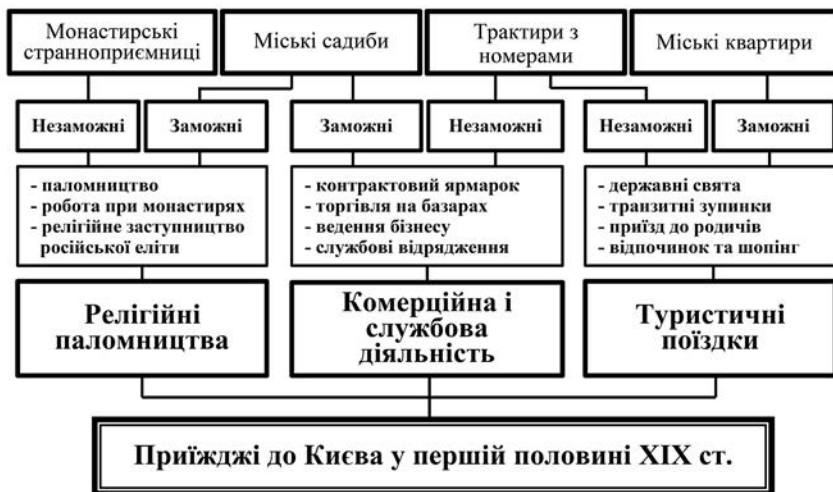 Монастирські
странноприємниці
Міські садиби
Трактири з
номерами
Міські квартири
Незаможні
Заможні
Заможні
Незаможні
Незаможні
Заможні
- паломництво
- робота при монастирях
- релігійне заступництво
російської еліти
- контрактовий ярмарок
- торгівля на базарах
- ведення бізнесу
- службові відрядження
- державні свята
- транзитні зупинки
- приїзд до родичів
- відпочинок та шопінг
Релігійні
паломництва
Комерційна і
службова
діяльність
Туристичні
поїздки
Приїжджі до Києва у першій половині XIX ст.